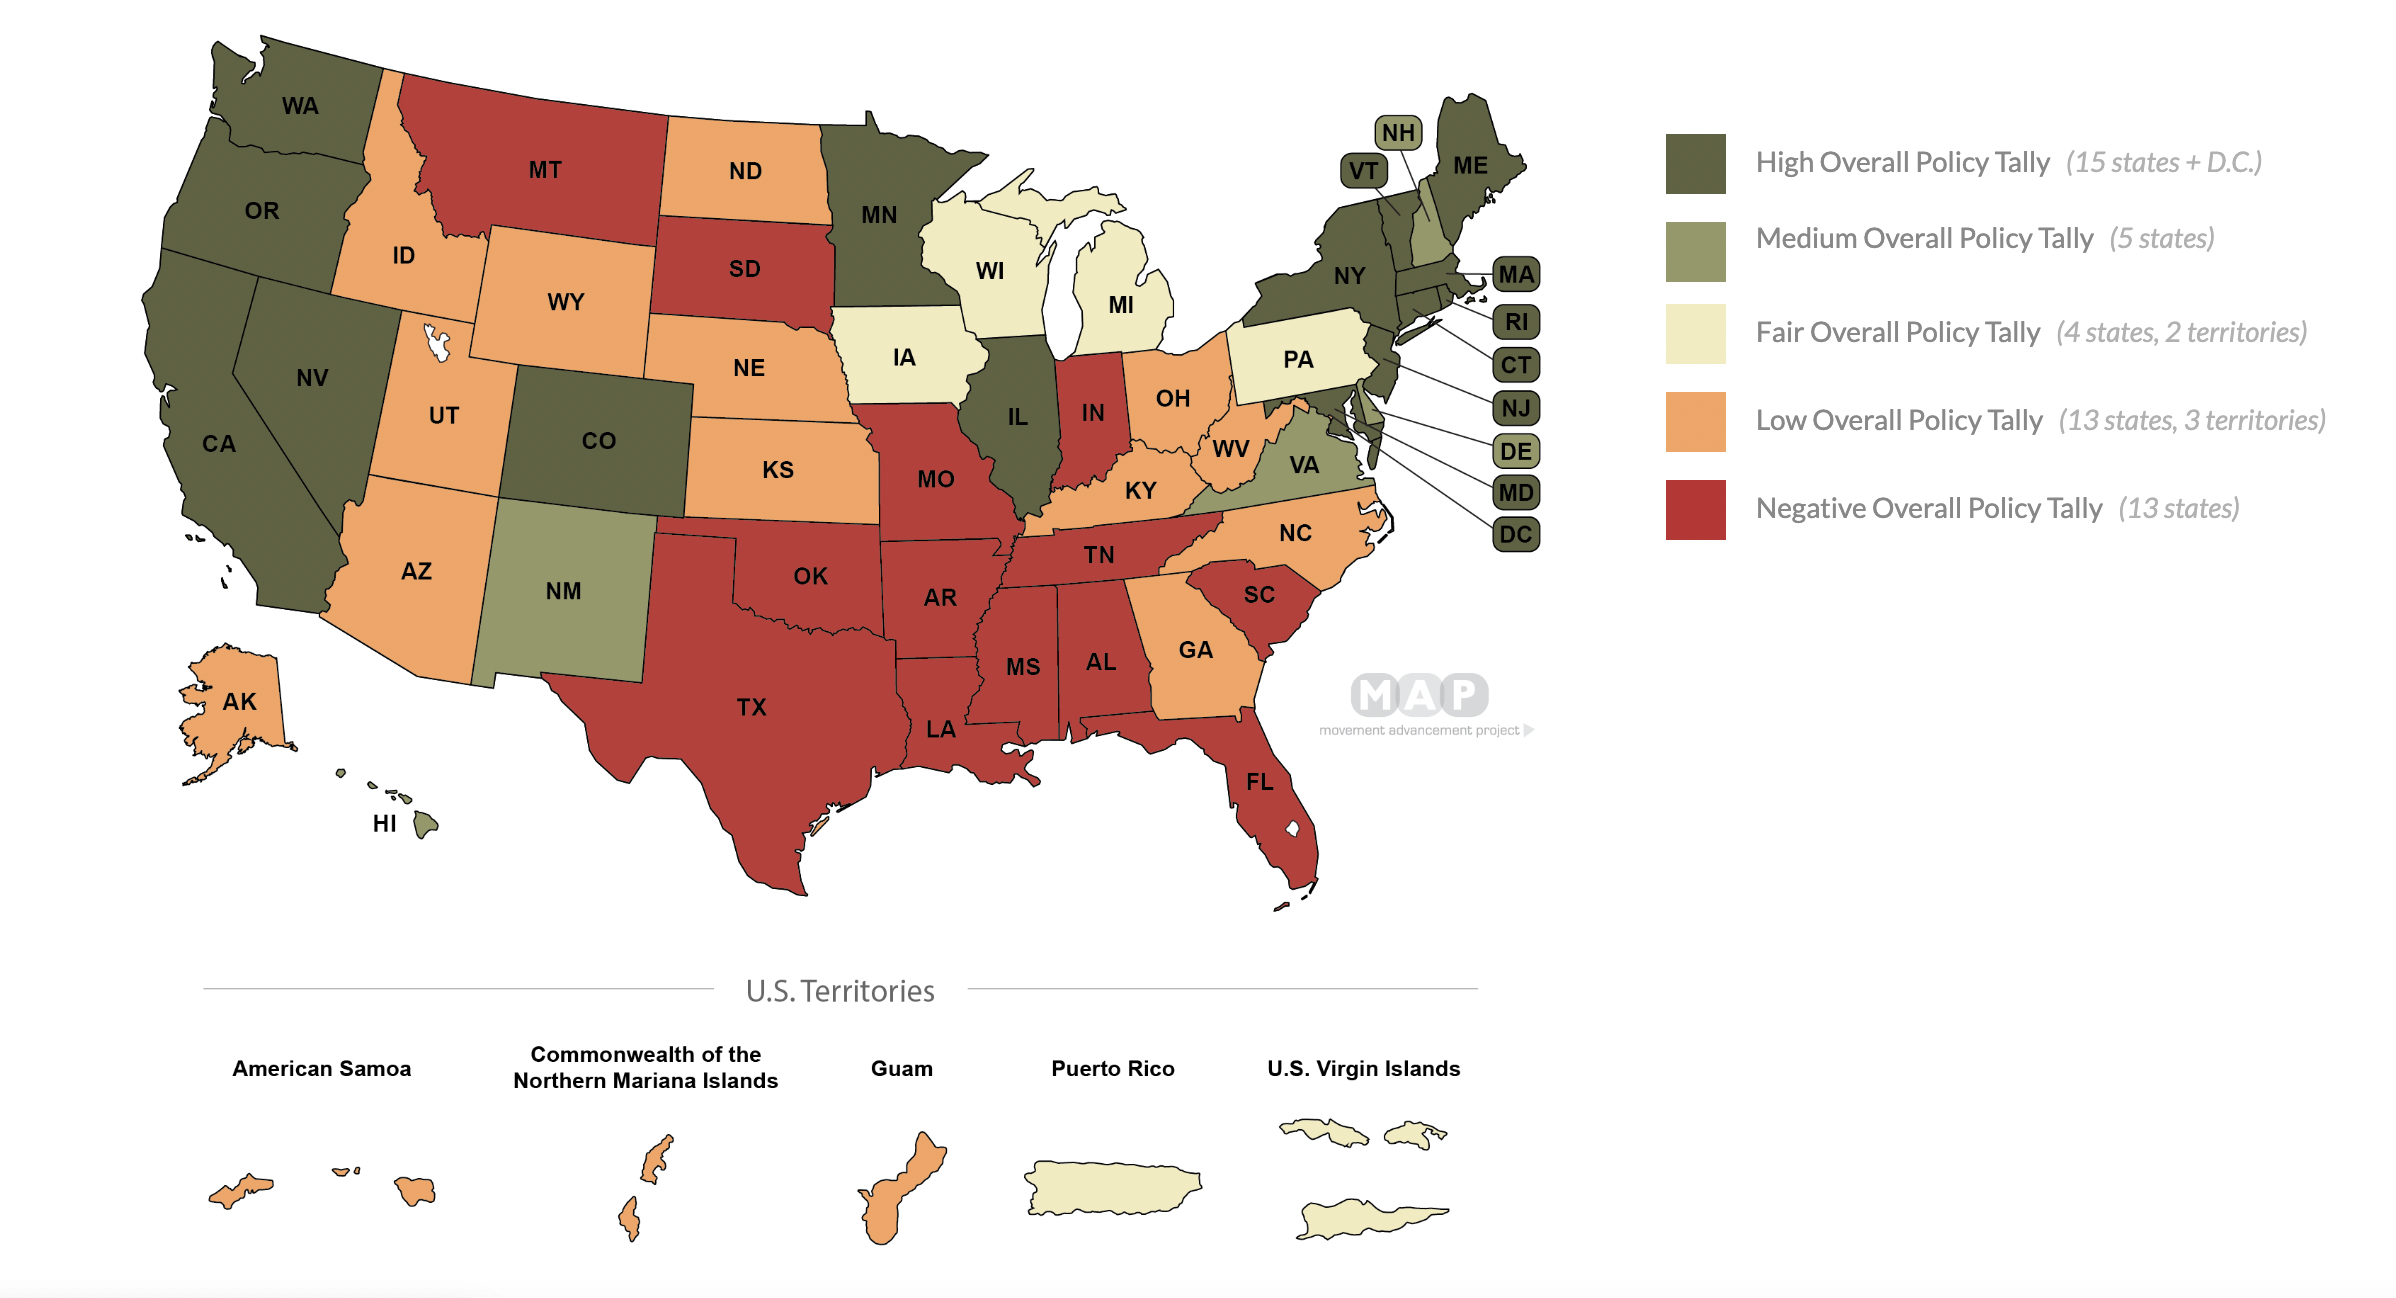 WA
MT
ND
MN
NH
VT
ME
OR
ID
SD
WI
NY
MA
WY
MI
RI
NV
NE
IA
PA
CT
UT
IL
IN
OH
NJ
CA
CO
KS
MO
WV
VA
DE
KY
MD
AZ
NM
OK
AR
TN
NC
DC
SC
GA
MS
AL
TX
LA
AK
HI
FL
MAP
movement advancement project
High Overall Policy Tally (15 states + D.C.)
Medium Overall Policy Tally (5 states)
Fair Overall Policy Tally (4 states, 2 territories)
Low Overall Policy Tally (13 states, 3 territories)
Negative Overall Policy Tally (13 states)
U.S. Territories
American Samoa
Commonwealth of the
Northern Mariana Islands
Guam
Puerto Rico
U.S. Virgin Islands